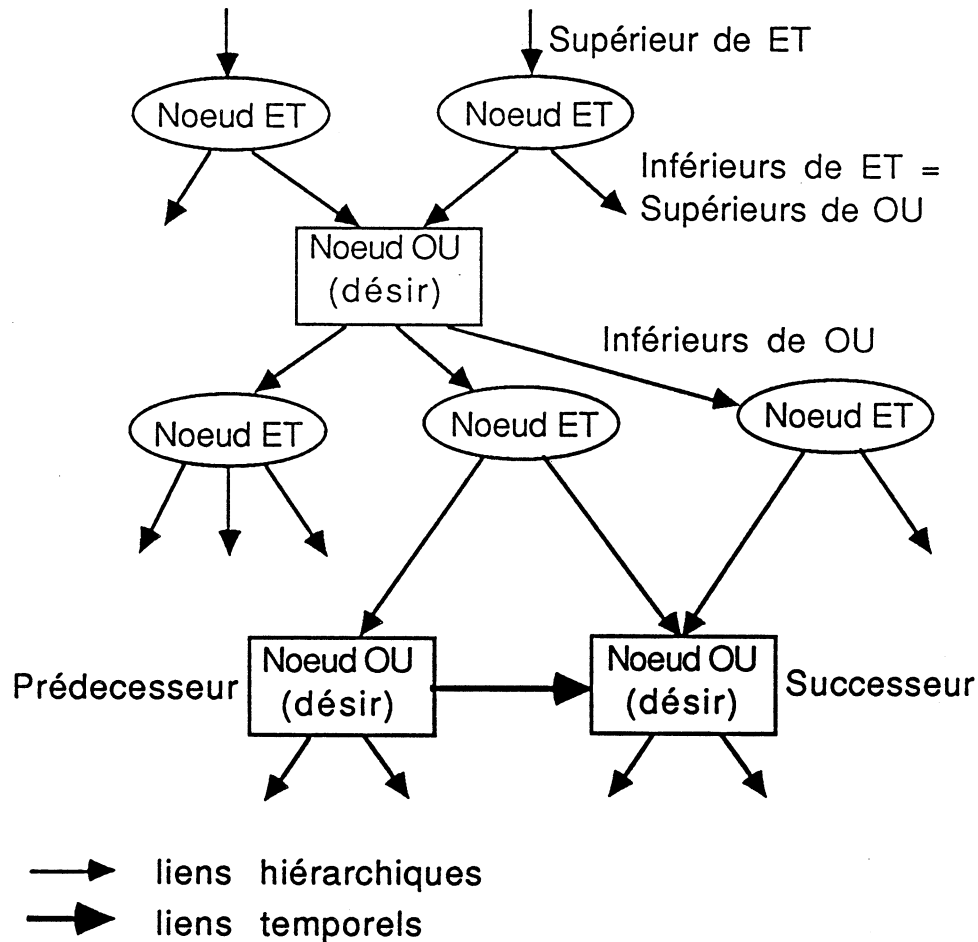 Supérieur de ET
Noeud ET
Noeud ET
Inférieurs de ET =
Supérieurs de OU
Noeud OU
(désir)
Inférieurs de OU
Noeud ET
Noeud ET
Noeud ET
Prédecesseur
Noeud OU
(désir)
Noeud OU
(désir)
Successeur
liens hiérarchiques
liens temporels